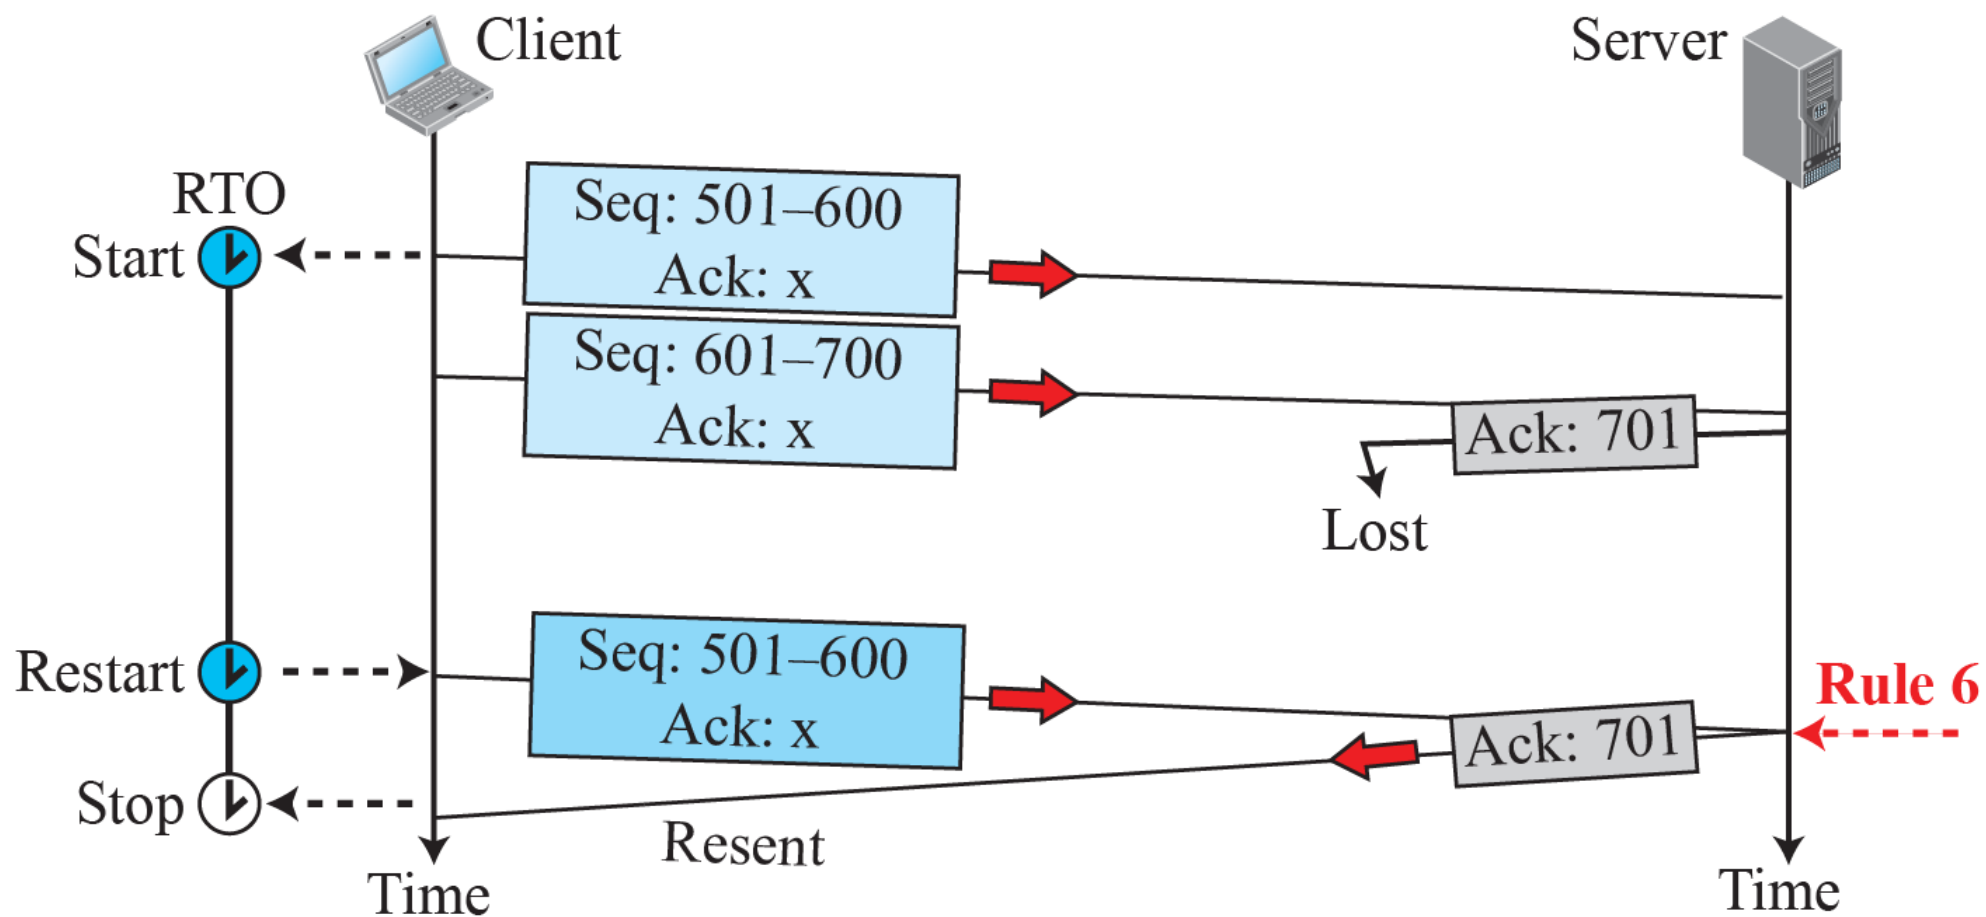 Client
Server
RTO
Start
Seq: 501–600
Ack: x
Seq: 601–700
Ack: x
Ack: 701
Lost
Restart
Seq: 501–600
Ack: x
Rule 6
Ack: 701
Stop
Resent
Time
Time